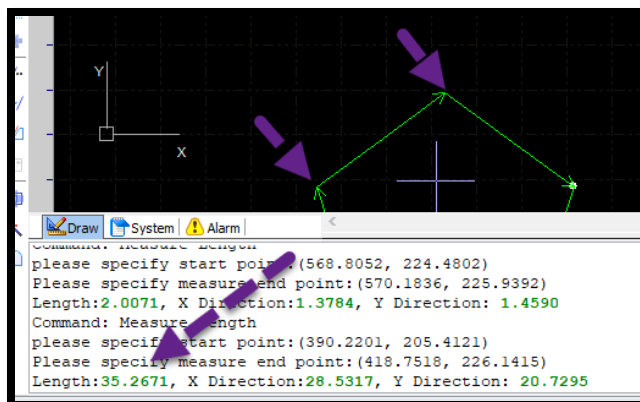 Y
X
Draw System Alarm
Command: Measure Length
please specify start point:(568.8052, 224.4802)
Please specify measure end point:(570.1836, 225.9392)
Length:2.0071, X Direction:1.3784, Y Direction: 1.4590
Command: Measure Length
please specify start point:(390.2201, 205.4121)
Please specify measure end point:(418.7518, 226.1415)
Length:35.2671, X Direction:28.5317, Y Direction: 20.7295